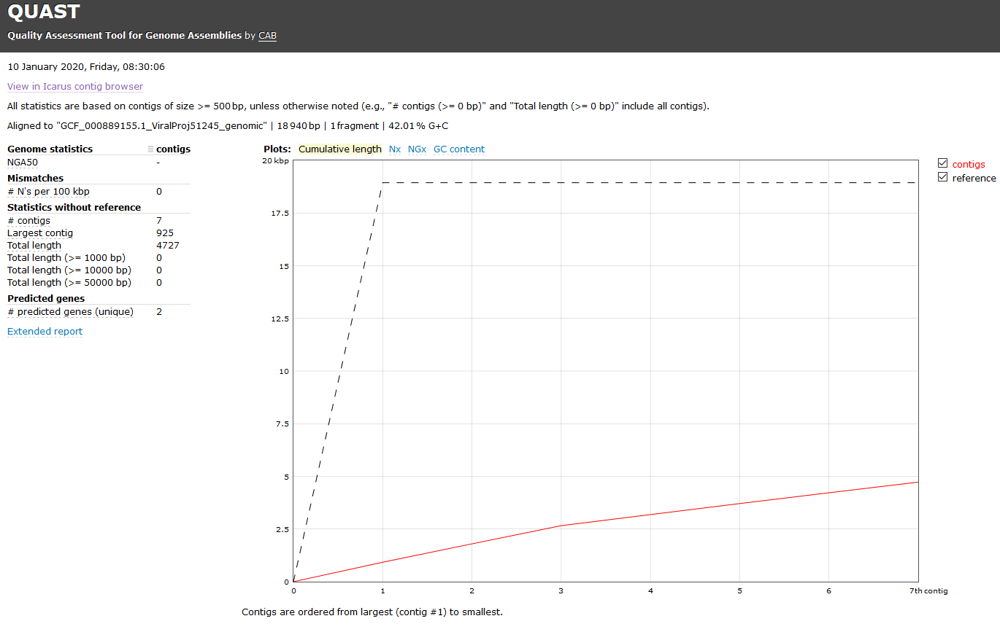 QUAST
Quality Assessment Tool for Genome Assemblies by CAB
10 January 2020, Friday, 08:30:06
View in Icarus contig browser
All statistics are based on contigs of size >= 500 bp, unless otherwise noted (e.g., "# contigs (>= 0 bp)" and "Total length (>= 0 bp)" include all contigs).
Aligned to "GCF_000889155.1_ViralProj51245_genomic" | 18 940 bp | 1 fragment | 42.01 % G+C
Genome statistics contigs
NGA50 -
Mismatches
# N's per 100 kbp 0
Statistics without reference
# contigs 7
Largest contig 925
Total length 4727
Total length (>= 1000 bp) 0
Total length (>= 10000 bp) 0
Total length (>= 50000 bp) 0
Predicted genes
# predicted genes (unique) 2
Extended report
Plots: Cumulative length Nx NGx GC content
20 kbp
17.5
15
12.5
10
7.5
5
2.5
0
0 1 2 3 4 5 6 7th contig
contigs
reference
Contigs are ordered from largest (contig #1) to smallest.